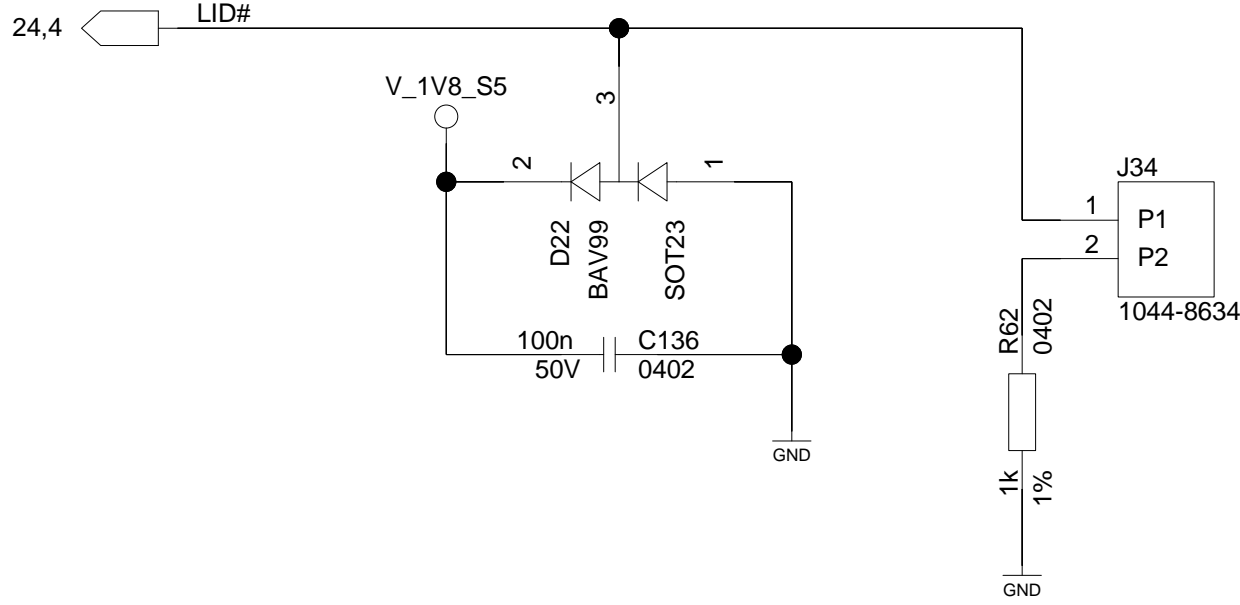 24,4
LID#
V_1V8_S5
3
2
1
D22
BAV99
SOT23
J34
1
P1
2
P2
1044-8634
R62
0402
100n
C136
50V
0402
GND
1k
1%
GND